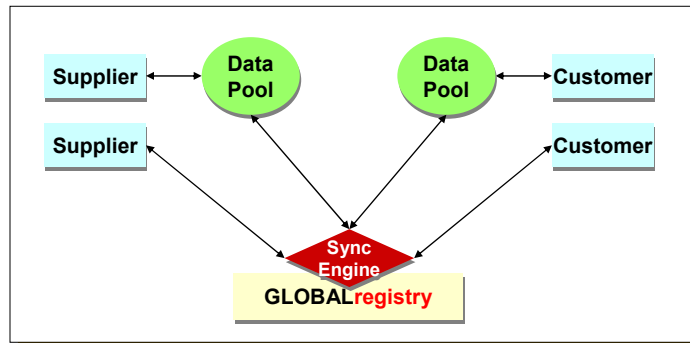 Supplier
Data
Pool
Data
Pool
Customer
Supplier
Customer
Sync
Engine
GLOBALregistry